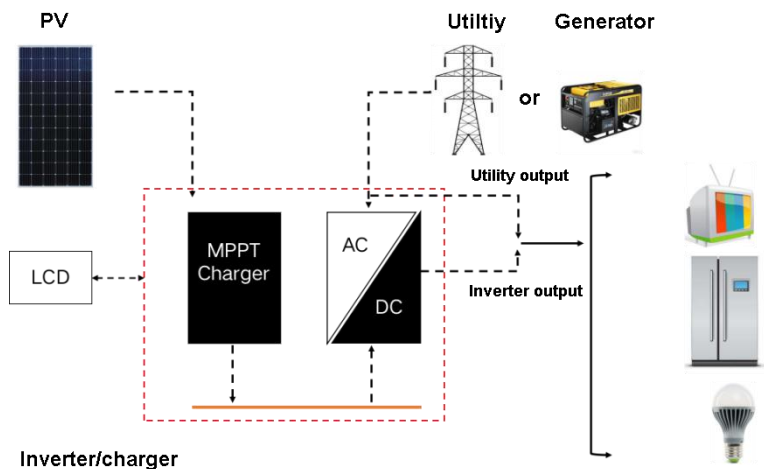 PV
Utiltiy
Generator
or
Utility output
MPPT
Charger
AC
LCD
DC
Inverter output
Inverter/charger